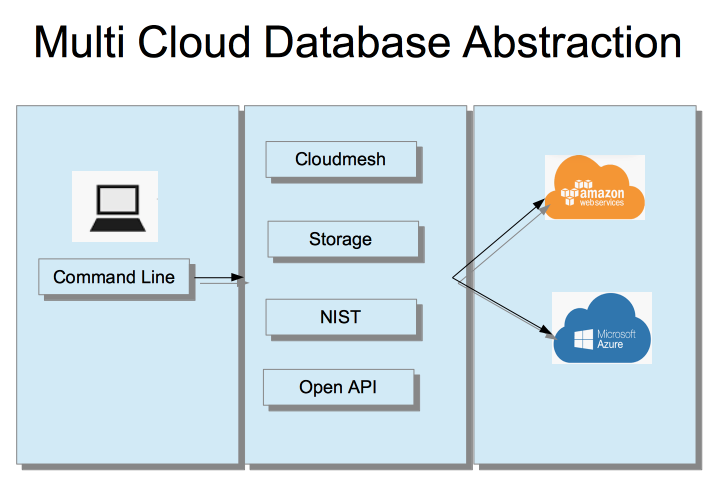 Multi Cloud Database Abstraction
Command Line
Cloudmesh
Storage
NIST
Open API
amazon
webservices
Microsoft
Azure